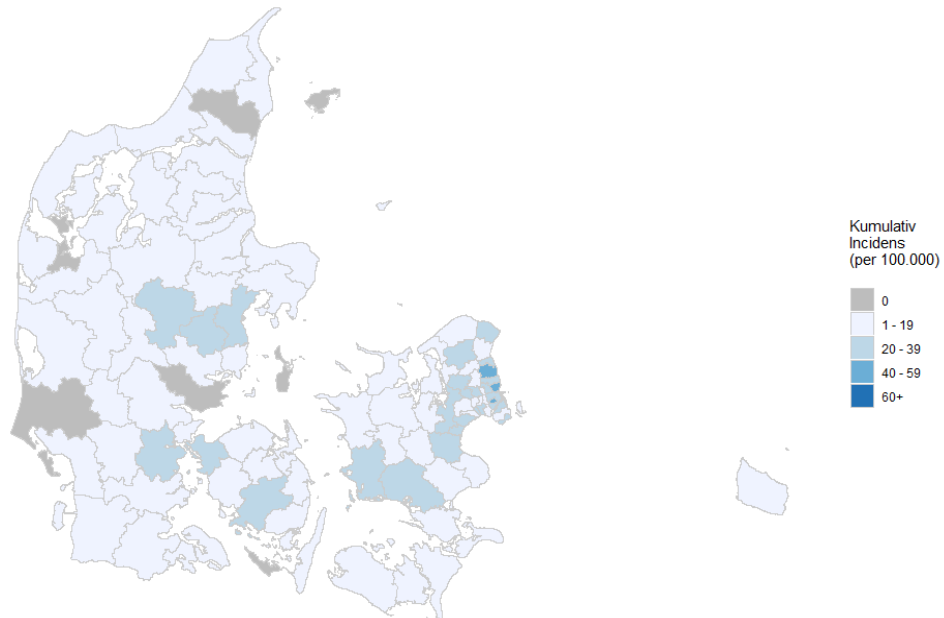 Kumulativ
Incidens
(per 100.000)
0
1 - 19
20 - 39
40 - 59
60+